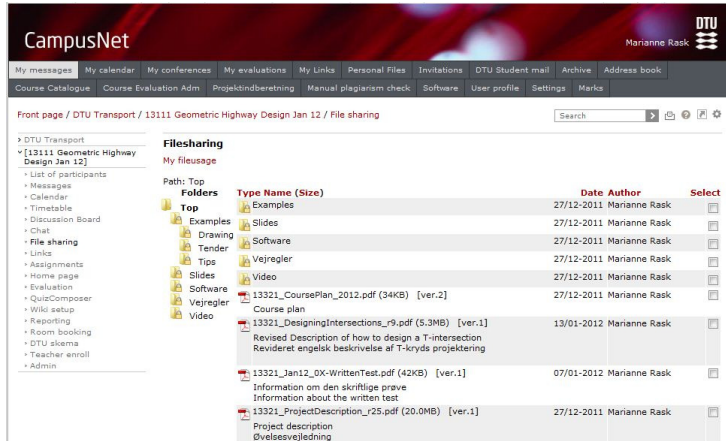 DTU
CampusNet
Marianne Rask
My messages My calendar My conferences My evaluations My Links Personal Files Invitations DTU Student mail Archive Address book
Course Catalogue Course Evaluation Adm Projektindberetning Manual plagiarism check Software User profile Settings Marks
Front page / DTU Transport / 13111 Geometric Highway Design Jan 12 / File sharing
Search
DTU Transport
[13111 Geometric Highway
Design Jan 12]
List of participants
Messages
Calendar
Timetable
Discussion Board
Chat
File sharing
Links
Assignments
Home page
Evaluation
QuizComposer
Wiki setup
Reporting
Room booking
DTU skema
Teacher enroll
Admin
Filesharing
My fileusage
Path: Top
Folders
Top
Examples
Drawing
Tender
Tips
Slides
Software
Vejregler
Video
Type Name (Size) Date Author Select
Examples 27/12-2011 Marianne Rask
Slides 27/12-2011 Marianne Rask
Software 27/12-2011 Marianne Rask
Vejregler 27/12-2011 Marianne Rask
Video 27/12-2011 Marianne Rask
13321_CoursePlan_2012.pdf (34KB) [ver.2] 27/12-2011 Marianne Rask
Course plan
13321_DesigningIntersections_r9.pdf (5.3MB) [ver.1] 13/01-2012 Marianne Rask
Revised Description of how to design a T-intersection
Revideret engelsk beskrivelse af T-kryds projektering
13321_Jan12_0X-WrittenTest.pdf (42KB) [ver.1] 07/01-2012 Marianne Rask
Information om den skriftlige prøve
Information about the written test
13321_ProjectDescription_r25.pdf (20.0MB) [ver.1] 27/12-2011 Marianne Rask
Project description
Øvelsesvejledning